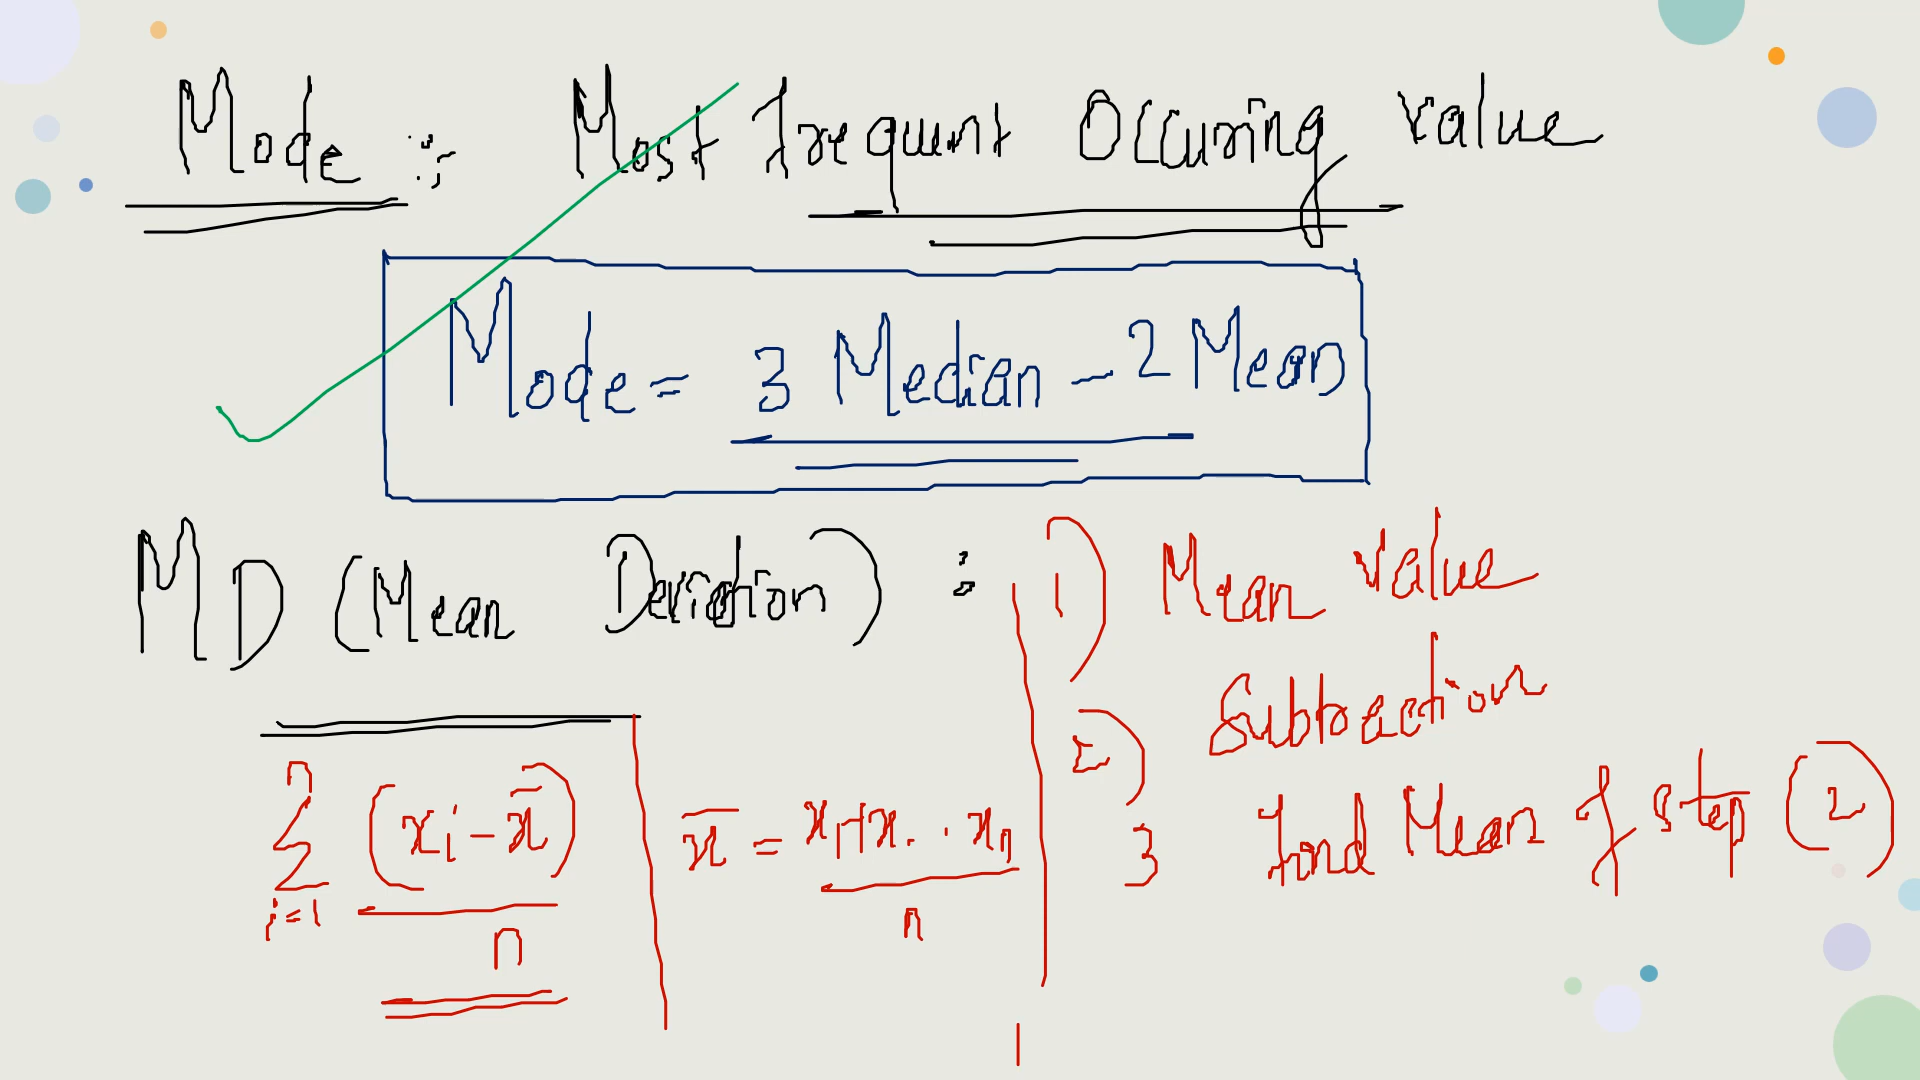 Mode : Most frequent Occuring Value
Mode = 3 Median - 2 Mean
MD (Mean Deviation) :
n
∑ (xi - x̄)
i=1
n
x̄ = x1 + x. . xn
n
1) Mean Value
2) Subtraction
3 find Mean of step (2)